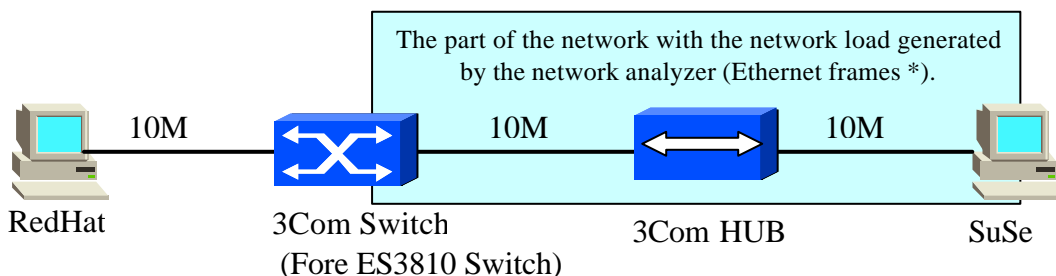 The part of the network with the network load generated
by the network analyzer (Ethernet frames *).
10M
10M
10M
RedHat
3Com Switch
(Fore ES3810 Switch)
3Com HUB
SuSe